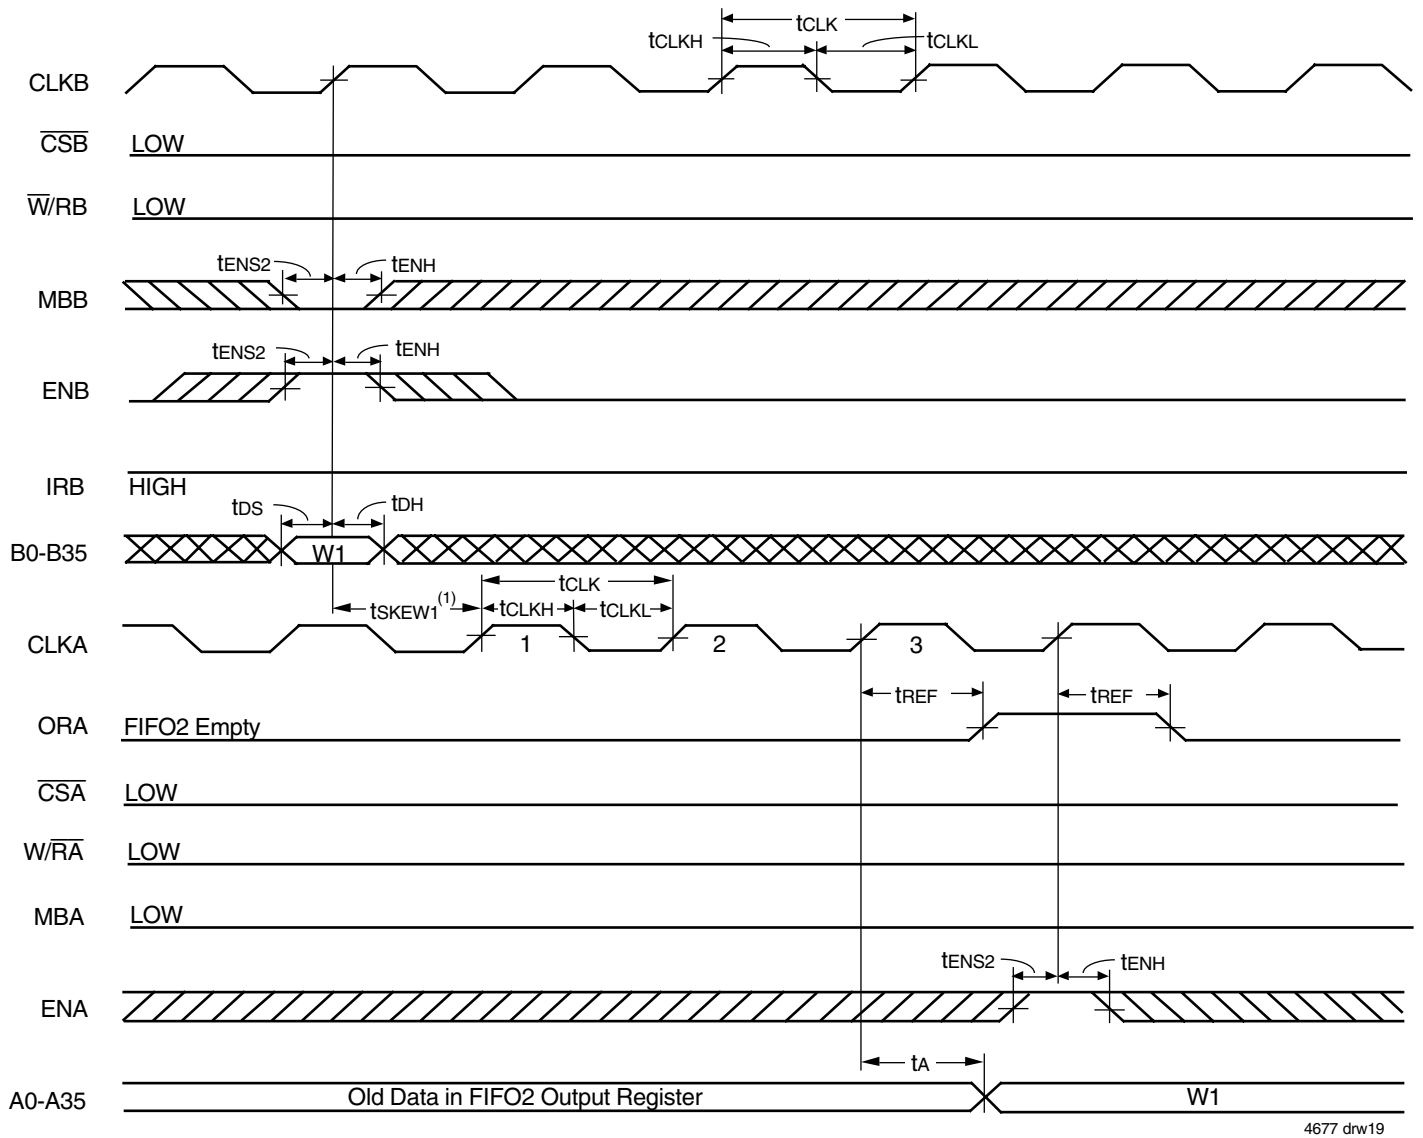 tCLK
tCLKH
tCLKL
CLKB
CSB LOW
W/RB LOW
tENS2 tENH
MBB
tENS2 tENH
ENB
IRB HIGH
tDS tDH
B0-B35 W1
tCLK
tSKEW1(1) tCLKH tCLKL
CLKA 1 2 3
tREF tREF
ORA FIFO2 Empty
CSA LOW
W/RA LOW
MBA LOW
tENS2 tENH
ENA
tA
A0-A35 Old Data in FIFO2 Output Register W1
4677 drw19